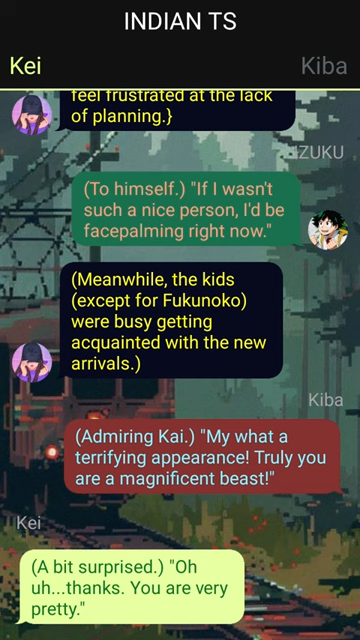 INDIAN TS
Kei
Kiba
feel frustrated at the lack
of planning.}
IZUKU
(To himself.) "If I wasn't
such a nice person, I'd be
facepalming right now."
(Meanwhile, the kids
(except for Fukunoko)
were busy getting
acquainted with the new
arrivals.)
Kiba
(Admiring Kai.) "My what a
terrifying appearance! Truly you
are a magnificent beast!"
Kei
(A bit surprised.) "Oh
uh...thanks. You are very
pretty."